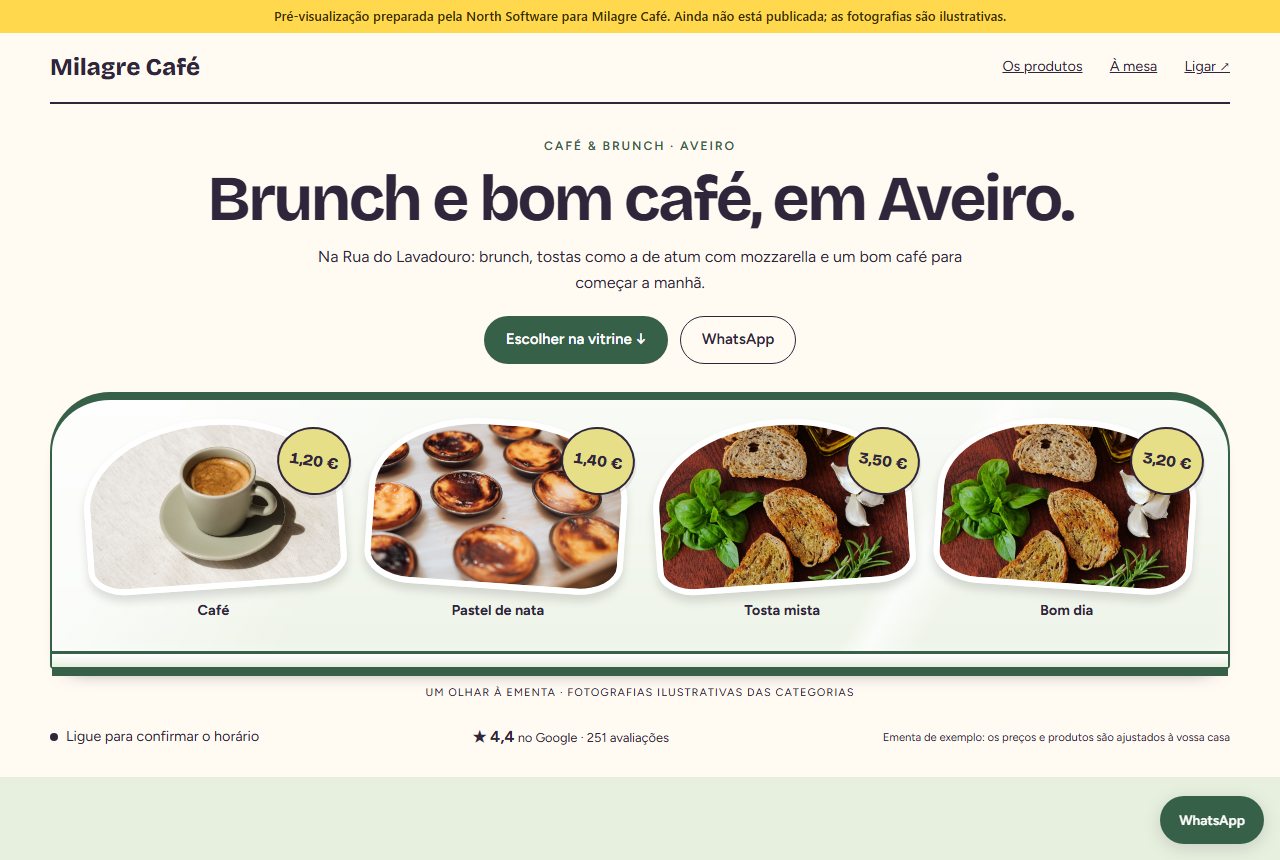 Pré-visualização preparada pela North Software para Milagre Café. Ainda não está publicada; as fotografias são ilustrativas.
Milagre Café
Os produtos
À mesa
Ligar ↗
CAFÉ & BRUNCH · AVEIRO
Brunch e bom café, em Aveiro.
Na Rua do Lavadouro: brunch, tostas como a de atum com mozzarella e um bom café para
começar a manhã.
Escolher na vitrine ↓
WhatsApp
1,20 €
1,40 €
3,50 €
3,20 €
Café
Pastel de nata
Tosta mista
Bom dia
UM OLHAR À EMENTA · FOTOGRAFIAS ILUSTRATIVAS DAS CATEGORIAS
Ligue para confirmar o horário
★ 4,4 no Google · 251 avaliações
Ementa de exemplo: os preços e produtos são ajustados à vossa casa
WhatsApp